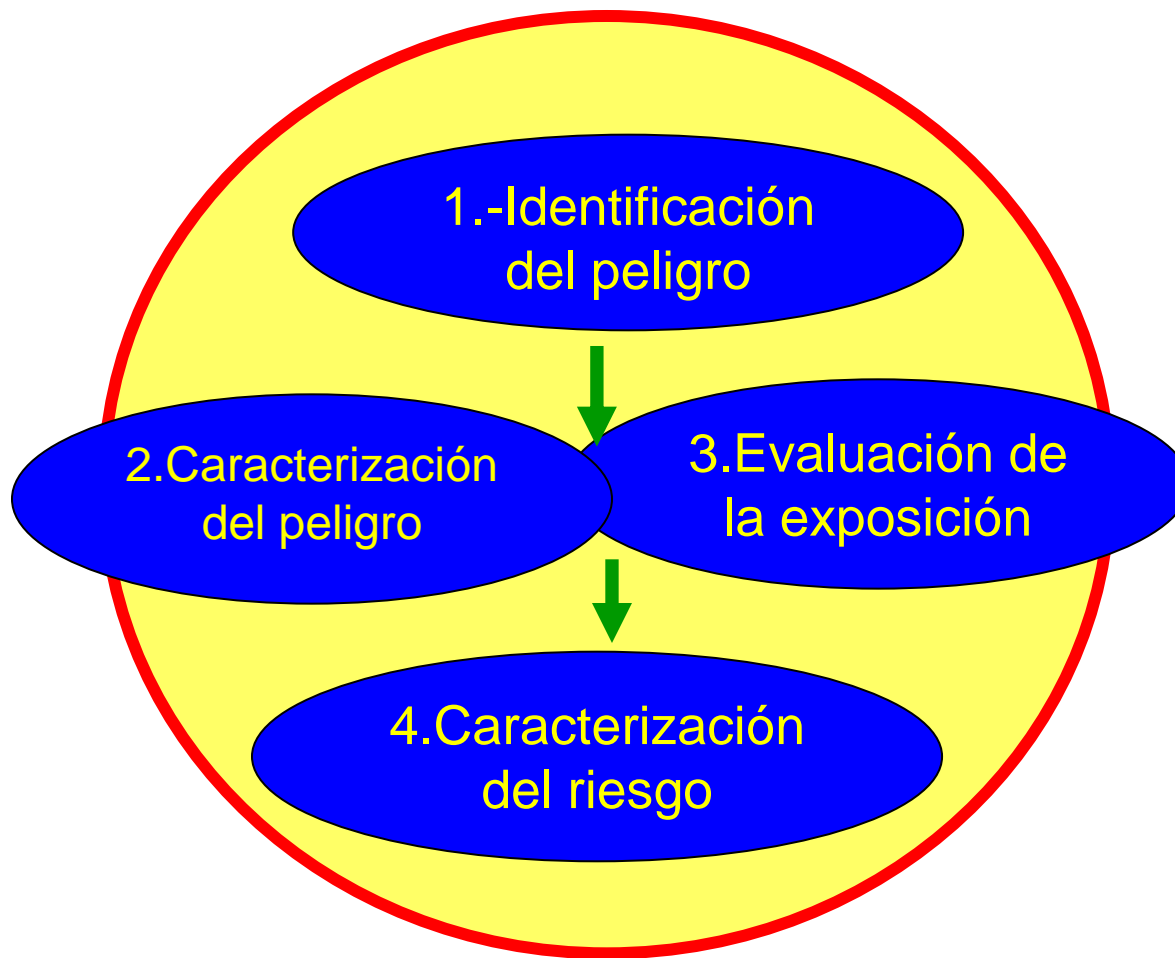 1.-Identificación
del peligro
2.Caracterización
del peligro
3.Evaluación de
la exposición
4.Caracterización
del riesgo